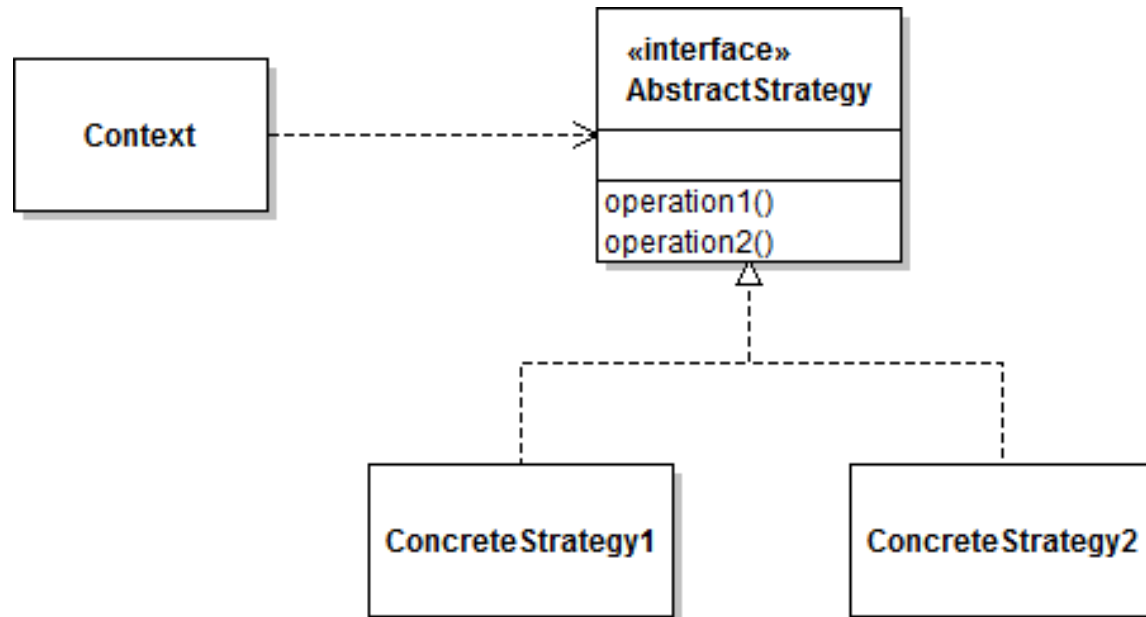 «interface»
AbstractStrategy
Context
operation1()
operation2()
ConcreteStrategy1
ConcreteStrategy2